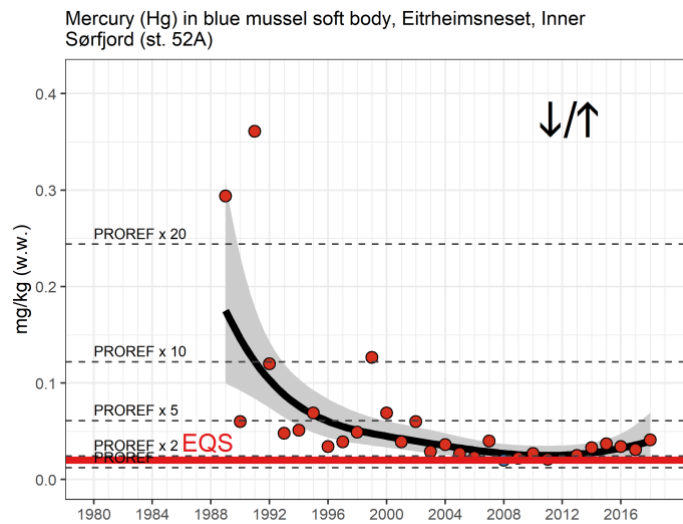 Mercury (Hg) in blue mussel soft body, Eitrheimsneset, Inner
Sørfjord (st. 52A)
↓/↑
mg/kg (w.w.)
0.4
0.3
PROREF x 20
0.2
PROREF x 10
0.1
PROREF x 5
PROREF x 2
EQS
PROREF
0.0
1980 1984 1988 1992 1996 2000 2004 2008 2012 2016